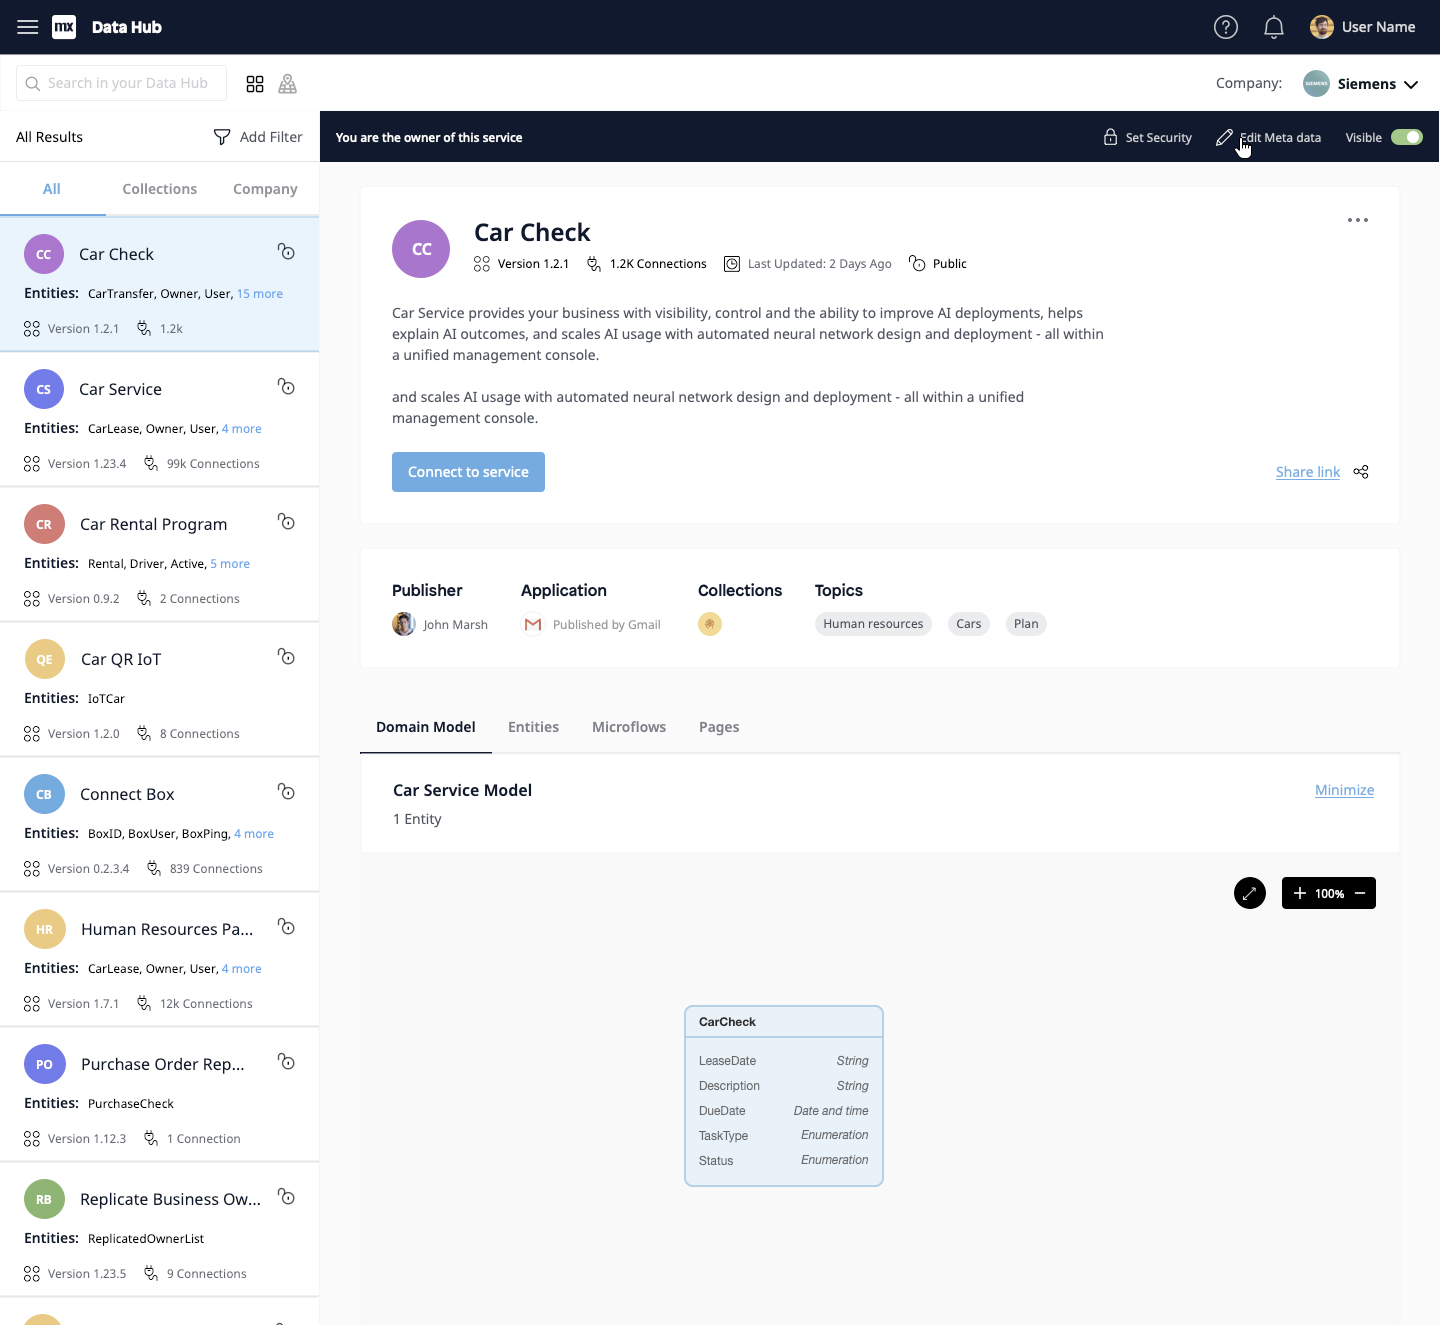 mx Data Hub
User Name
Search in your Data Hub
Company: SIEMENS Siemens
All Results
Add Filter
You are the owner of this service
Set Security
Edit Meta data
Visible
All
Collections
Company
CC
Car Check
Entities: CarTransfer, Owner, User, 15 more
Version 1.2.1
1.2k
CS
Car Service
Entities: CarLease, Owner, User, 4 more
Version 1.23.4
99k Connections
CR
Car Rental Program
Entities: Rental, Driver, Active, 5 more
Version 0.9.2
2 Connections
QE
Car QR IoT
Entities: IoTCar
Version 1.2.0
8 Connections
CB
Connect Box
Entities: BoxID, BoxUser, BoxPing, 4 more
Version 0.2.3.4
839 Connections
HR
Human Resources Pa...
Entities: CarLease, Owner, User, 4 more
Version 1.7.1
12k Connections
PO
Purchase Order Rep...
Entities: PurchaseCheck
Version 1.12.3
1 Connection
RB
Replicate Business Ow...
Entities: ReplicatedOwnerList
Version 1.23.5
9 Connections
CC
Car Check
Version 1.2.1
1.2K Connections
Last Updated: 2 Days Ago
Public
Car Service provides your business with visibility, control and the ability to improve AI deployments, helps
explain AI outcomes, and scales AI usage with automated neural network design and deployment - all within
a unified management console.
and scales AI usage with automated neural network design and deployment - all within a unified
management console.
Connect to service
Share link
Publisher
John Marsh
Application
Published by Gmail
Collections
Topics
Human resources
Cars
Plan
Domain Model
Entities
Microflows
Pages
Car Service Model
Minimize
1 Entity
+ 100% −
CarCheck
LeaseDate String
Description String
DueDate Date and time
TaskType Enumeration
Status Enumeration